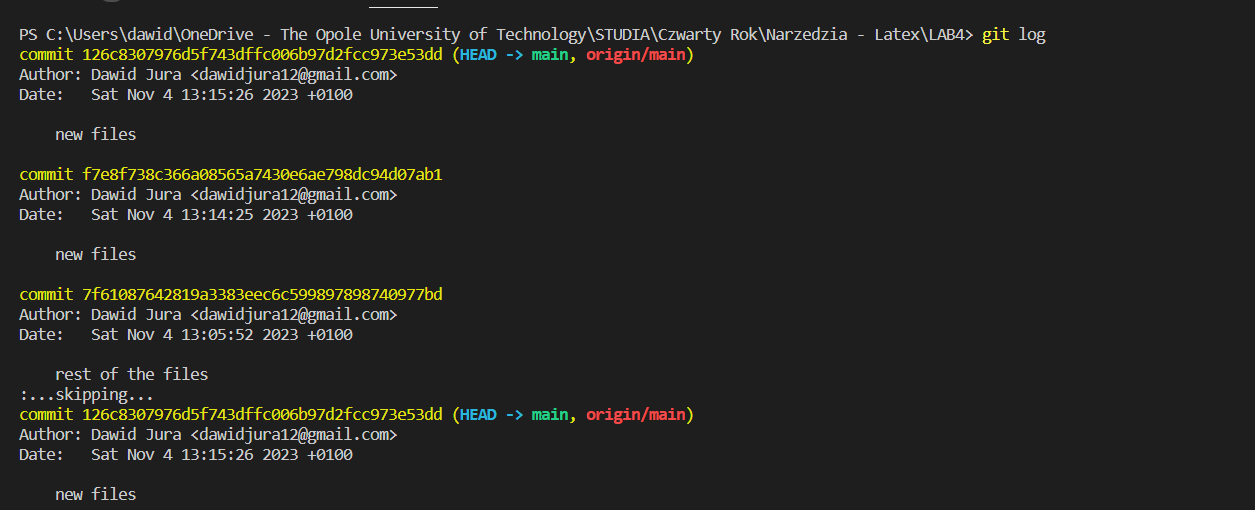 PS C:\Users\dawid\OneDrive - The Opole University of Technology\STUDIA\Czwarty Rok\Narzedzia - Latex\LAB4> git log
commit 126c8307976d5f743dffc006b97d2fcc973e53dd (HEAD -> main, origin/main)
Author: Dawid Jura <dawidjura12@gmail.com>
Date:   Sat Nov 4 13:15:26 2023 +0100
new files
commit f7e8f738c366a08565a7430e6ae798dc94d07ab1
Author: Dawid Jura <dawidjura12@gmail.com>
Date:   Sat Nov 4 13:14:25 2023 +0100
new files
commit 7f61087642819a3383eec6c599897898740977bd
Author: Dawid Jura <dawidjura12@gmail.com>
Date:   Sat Nov 4 13:05:52 2023 +0100
rest of the files
:...skipping...
commit 126c8307976d5f743dffc006b97d2fcc973e53dd (HEAD -> main, origin/main)
Author: Dawid Jura <dawidjura12@gmail.com>
Date:   Sat Nov 4 13:15:26 2023 +0100
new files